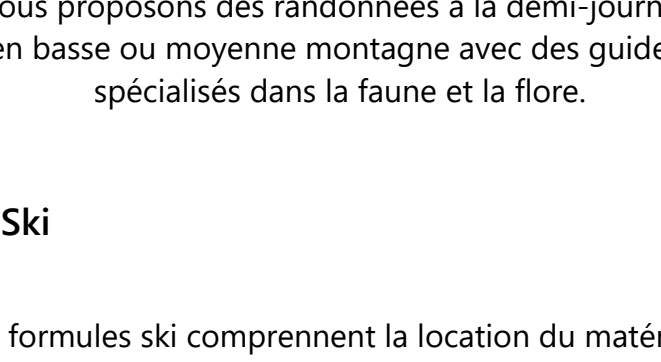 ous proposons des randonnées à la demi-journ
en basse ou moyenne montagne avec des guide
spécialisés dans la faune et la flore.
Ski
formules ski comprennent la location du maté